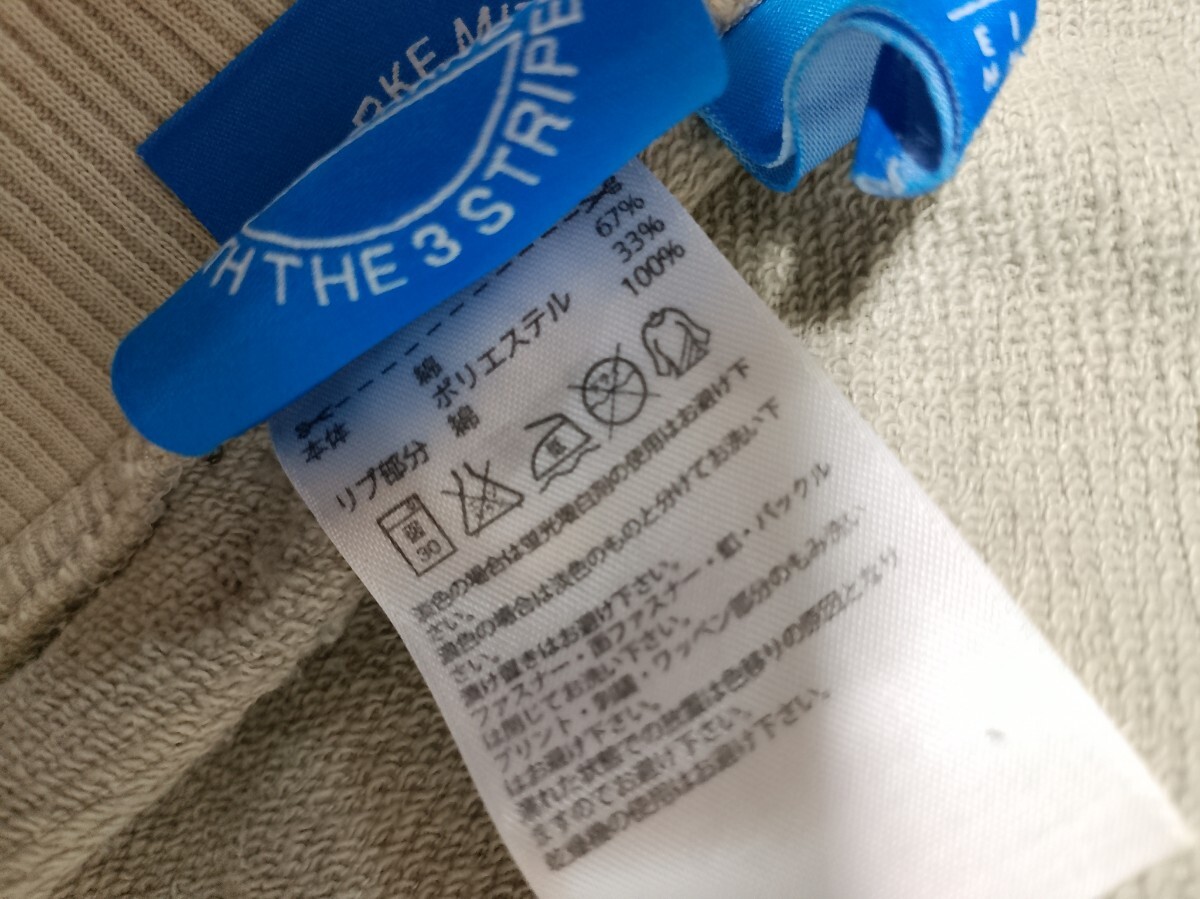 THE 3 STRIPE
本体 綿 67%
ポリエステル 33%
リブ部分 綿 100%
弱
30
淡色の場合は蛍光増白剤の使用はお避け下
さい。
濃色の場合は淡色のものと分けてお洗い下
さい。
漬け置きはお避け下さい。
ファスナー・面ファスナー・釦・バックル
は閉じてお洗い下さい。
プリント・刺繍・ワッペン部分のもみ洗い
はお避け下さい。
濡れた状態での放置は色移りの原因となり
ますのでお避け下さい。
乾燥機の使用はお避け下さい。